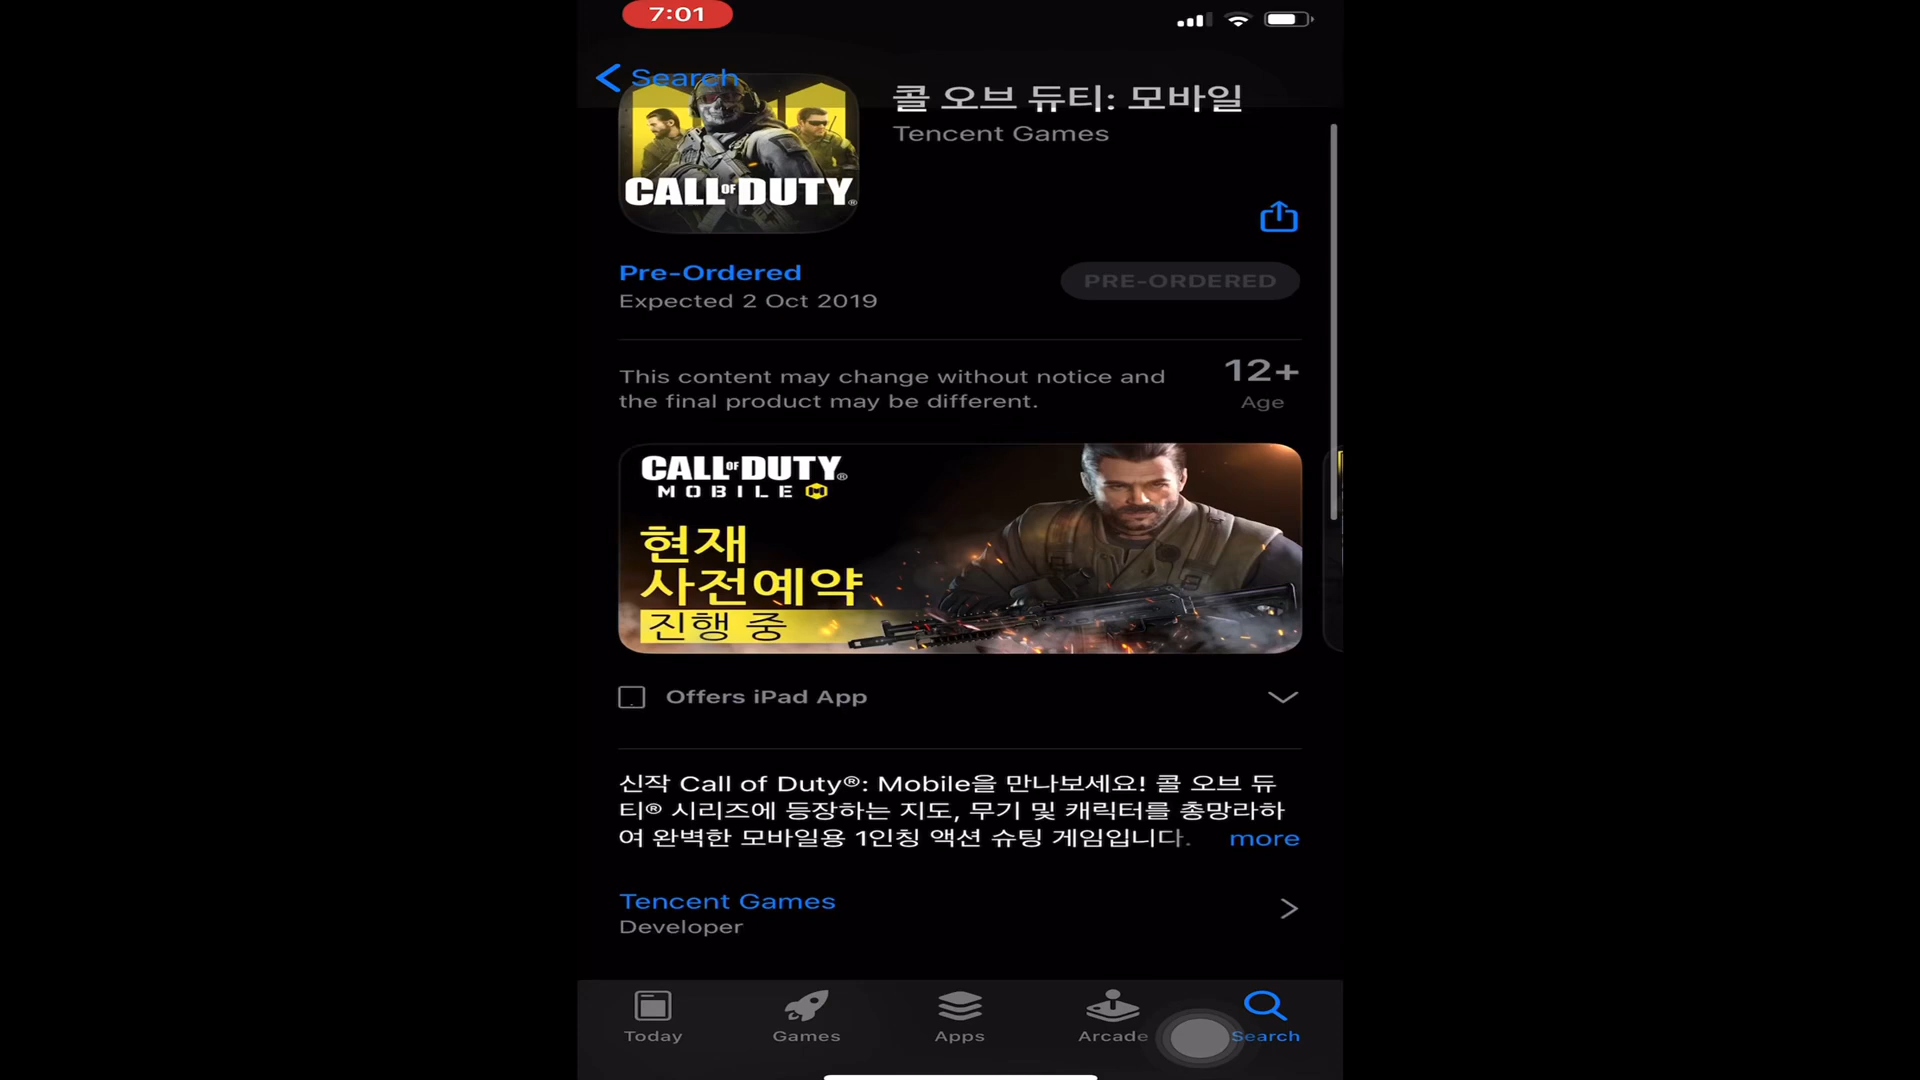 7:01
Search
콜 오브 듀티: 모바일
Tencent Games
CALL OF DUTY®
Pre-Ordered
PRE-ORDERED
Expected 2 Oct 2019
This content may change without notice and
the final product may be different.
12+
Age
CALL OF DUTY®
MOBILE
현재
사전예약
진행 중
Offers iPad App
신작 Call of Duty®: Mobile을 만나보세요! 콜 오브 듀
티® 시리즈에 등장하는 지도, 무기 및 캐릭터를 총망라하
여 완벽한 모바일용 1인칭 액션 슈팅 게임입니다.
more
Tencent Games
Developer
Today
Games
Apps
Arcade
Search